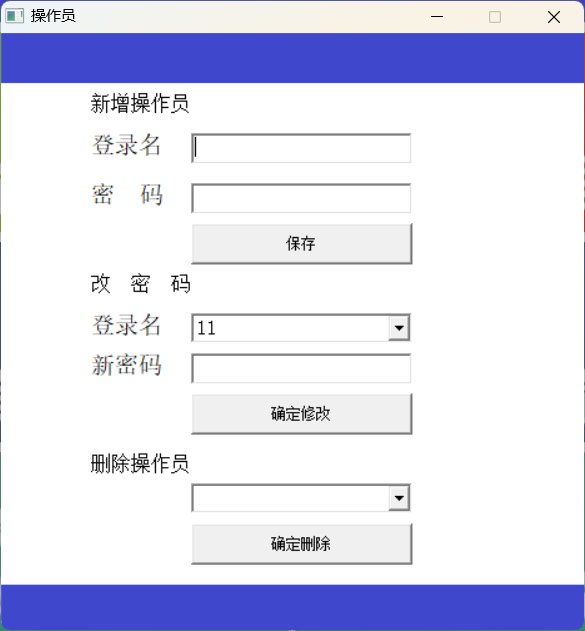 操作员
新增操作员
登录名
密 码
保存
改 密 码
登录名 11
新密码
确定修改
删除操作员
确定删除